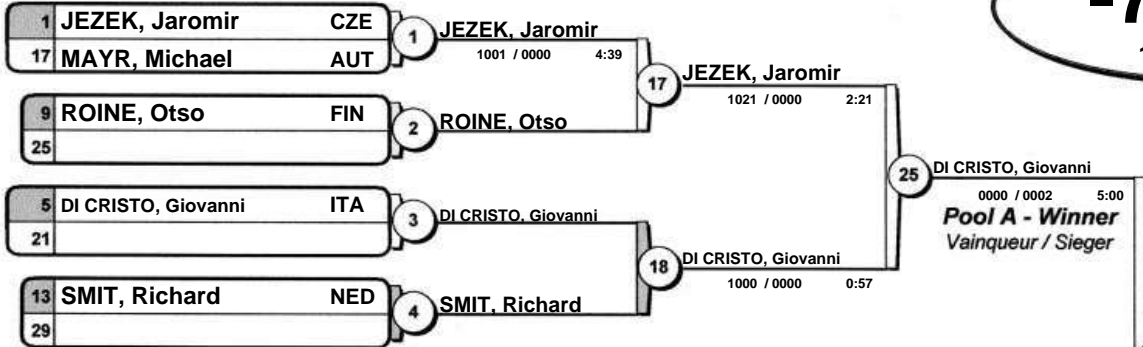 1 JEZEK, Jaromir CZE
17 MAYR, Michael AUT
1
JEZEK, Jaromir
1001 / 0000 4:39
9 ROINE, Otso FIN
25
2
ROINE, Otso
17
JEZEK, Jaromir
1021 / 0000 2:21
5 DI CRISTO, Giovanni ITA
21
3
DI CRISTO, Giovanni
13 SMIT, Richard NED
29
4
SMIT, Richard
18
DI CRISTO, Giovanni
1000 / 0000 0:57
25
DI CRISTO, Giovanni
0000 / 0002 5:00
Pool A - Winner
Vainqueur / Sieger